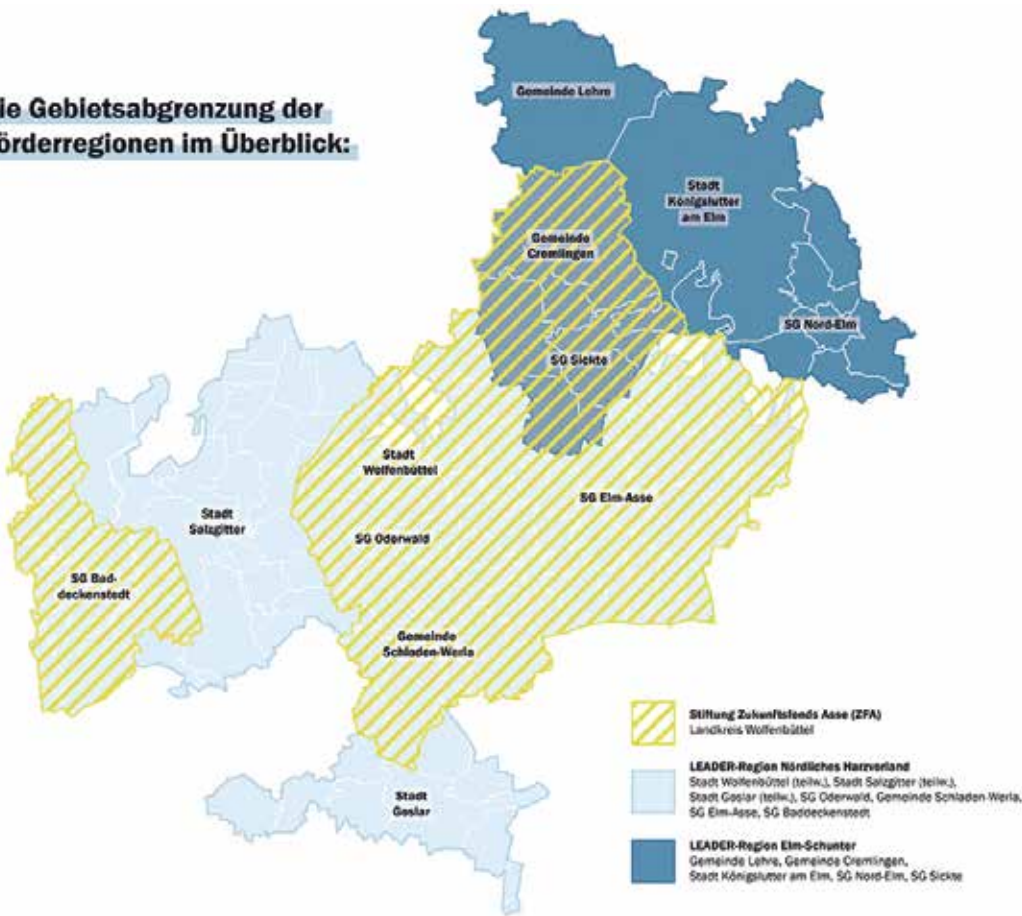 ie Gebietsabgrenzung der
örderregionen im Überblick:
Gemeinde Lehre
Stadt
Königslutter
am Elm
Gemeinde
Cremlingen
SG Nord-Elm
SG Sickte
Stadt
Wolfenbüttel
SG Elm-Asse
Stadt
Salzgitter
SG Oderwald
SG Bad-
deckenstedt
Gemeinde
Schladen-Werla
Stadt
Goslar
Stiftung Zukunftsfonds Asse (ZFA)
Landkreis Wolfenbüttel
LEADER-Region Nördliches Harzvorland
Stadt Wolfenbüttel (teilw.), Stadt Salzgitter (teilw.),
Stadt Goslar (teilw.), SG Oderwald, Gemeinde Schladen-Werla,
SG Elm-Asse, SG Baddeckenstedt
LEADER-Region Elm-Schunter
Gemeinde Lehre, Gemeinde Cremlingen,
Stadt Königslutter am Elm, SG Nord-Elm, SG Sickte